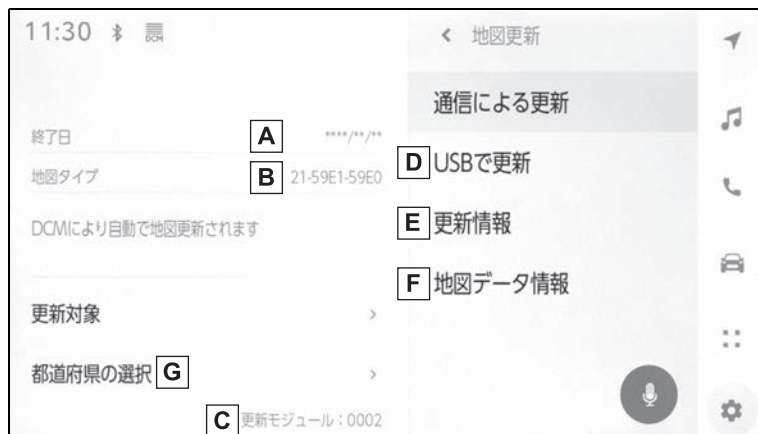 11:30 DCM
終了日 A ****/**/**
地図タイプ B 21-59E1-59E0
DCMにより自動で地図更新されます
更新対象
都道府県の選択 G
C 更新モジュール：0002
地図更新
通信による更新
D USBで更新
E 更新情報
F 地図データ情報